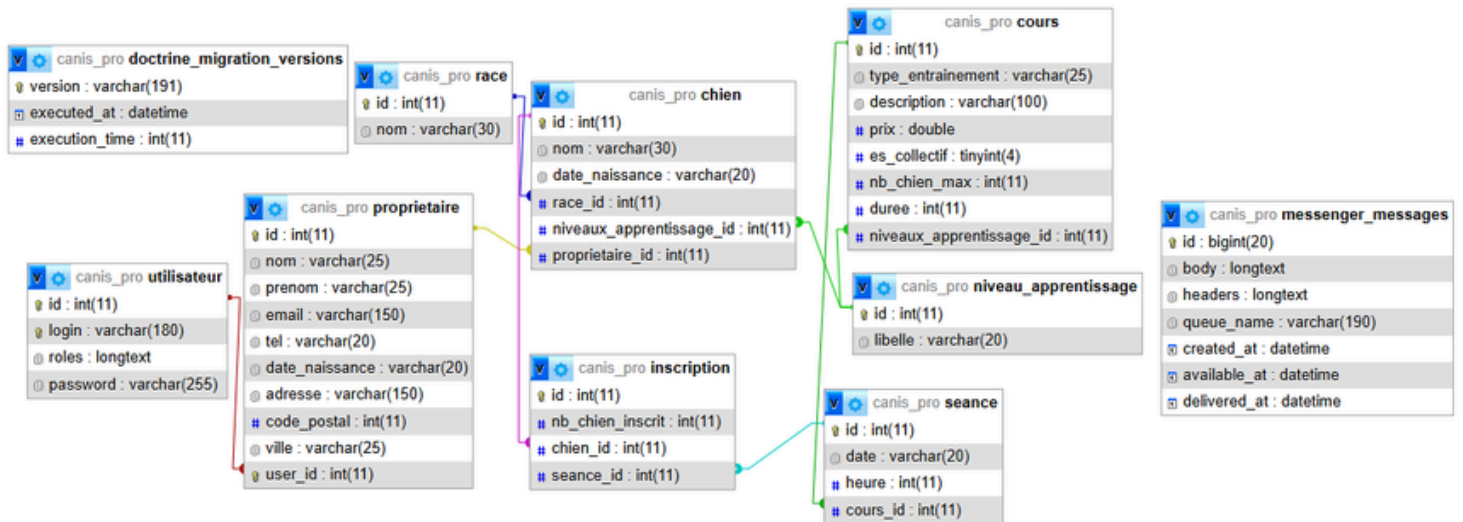 canis_pro doctrine_migration_versions
version : varchar(191)
executed_at : datetime
execution_time : int(11)
canis_pro race
id : int(11)
nom : varchar(30)
canis_pro chien
id : int(11)
nom : varchar(30)
date_naissance : varchar(20)
race_id : int(11)
niveaux_apprentissage_id : int(11)
proprietaire_id : int(11)
canis_pro cours
id : int(11)
type_entrainement : varchar(25)
description : varchar(100)
prix : double
es_collectif : tinyint(4)
nb_chien_max : int(11)
duree : int(11)
niveaux_apprentissage_id : int(11)
canis_pro utilisateur
id : int(11)
login : varchar(180)
roles : longtext
password : varchar(255)
canis_pro proprietaire
id : int(11)
nom : varchar(25)
prenom : varchar(25)
email : varchar(150)
tel : varchar(20)
date_naissance : varchar(20)
adresse : varchar(150)
code_postal : int(11)
ville : varchar(25)
user_id : int(11)
canis_pro inscription
id : int(11)
nb_chien_inscrit : int(11)
chien_id : int(11)
seance_id : int(11)
canis_pro niveau_apprentissage
id : int(11)
libelle : varchar(20)
canis_pro seance
id : int(11)
date : varchar(20)
heure : int(11)
cours_id : int(11)
canis_pro messenger_messages
id : bigint(20)
body : longtext
headers : longtext
queue_name : varchar(190)
created_at : datetime
available_at : datetime
delivered_at : datetime